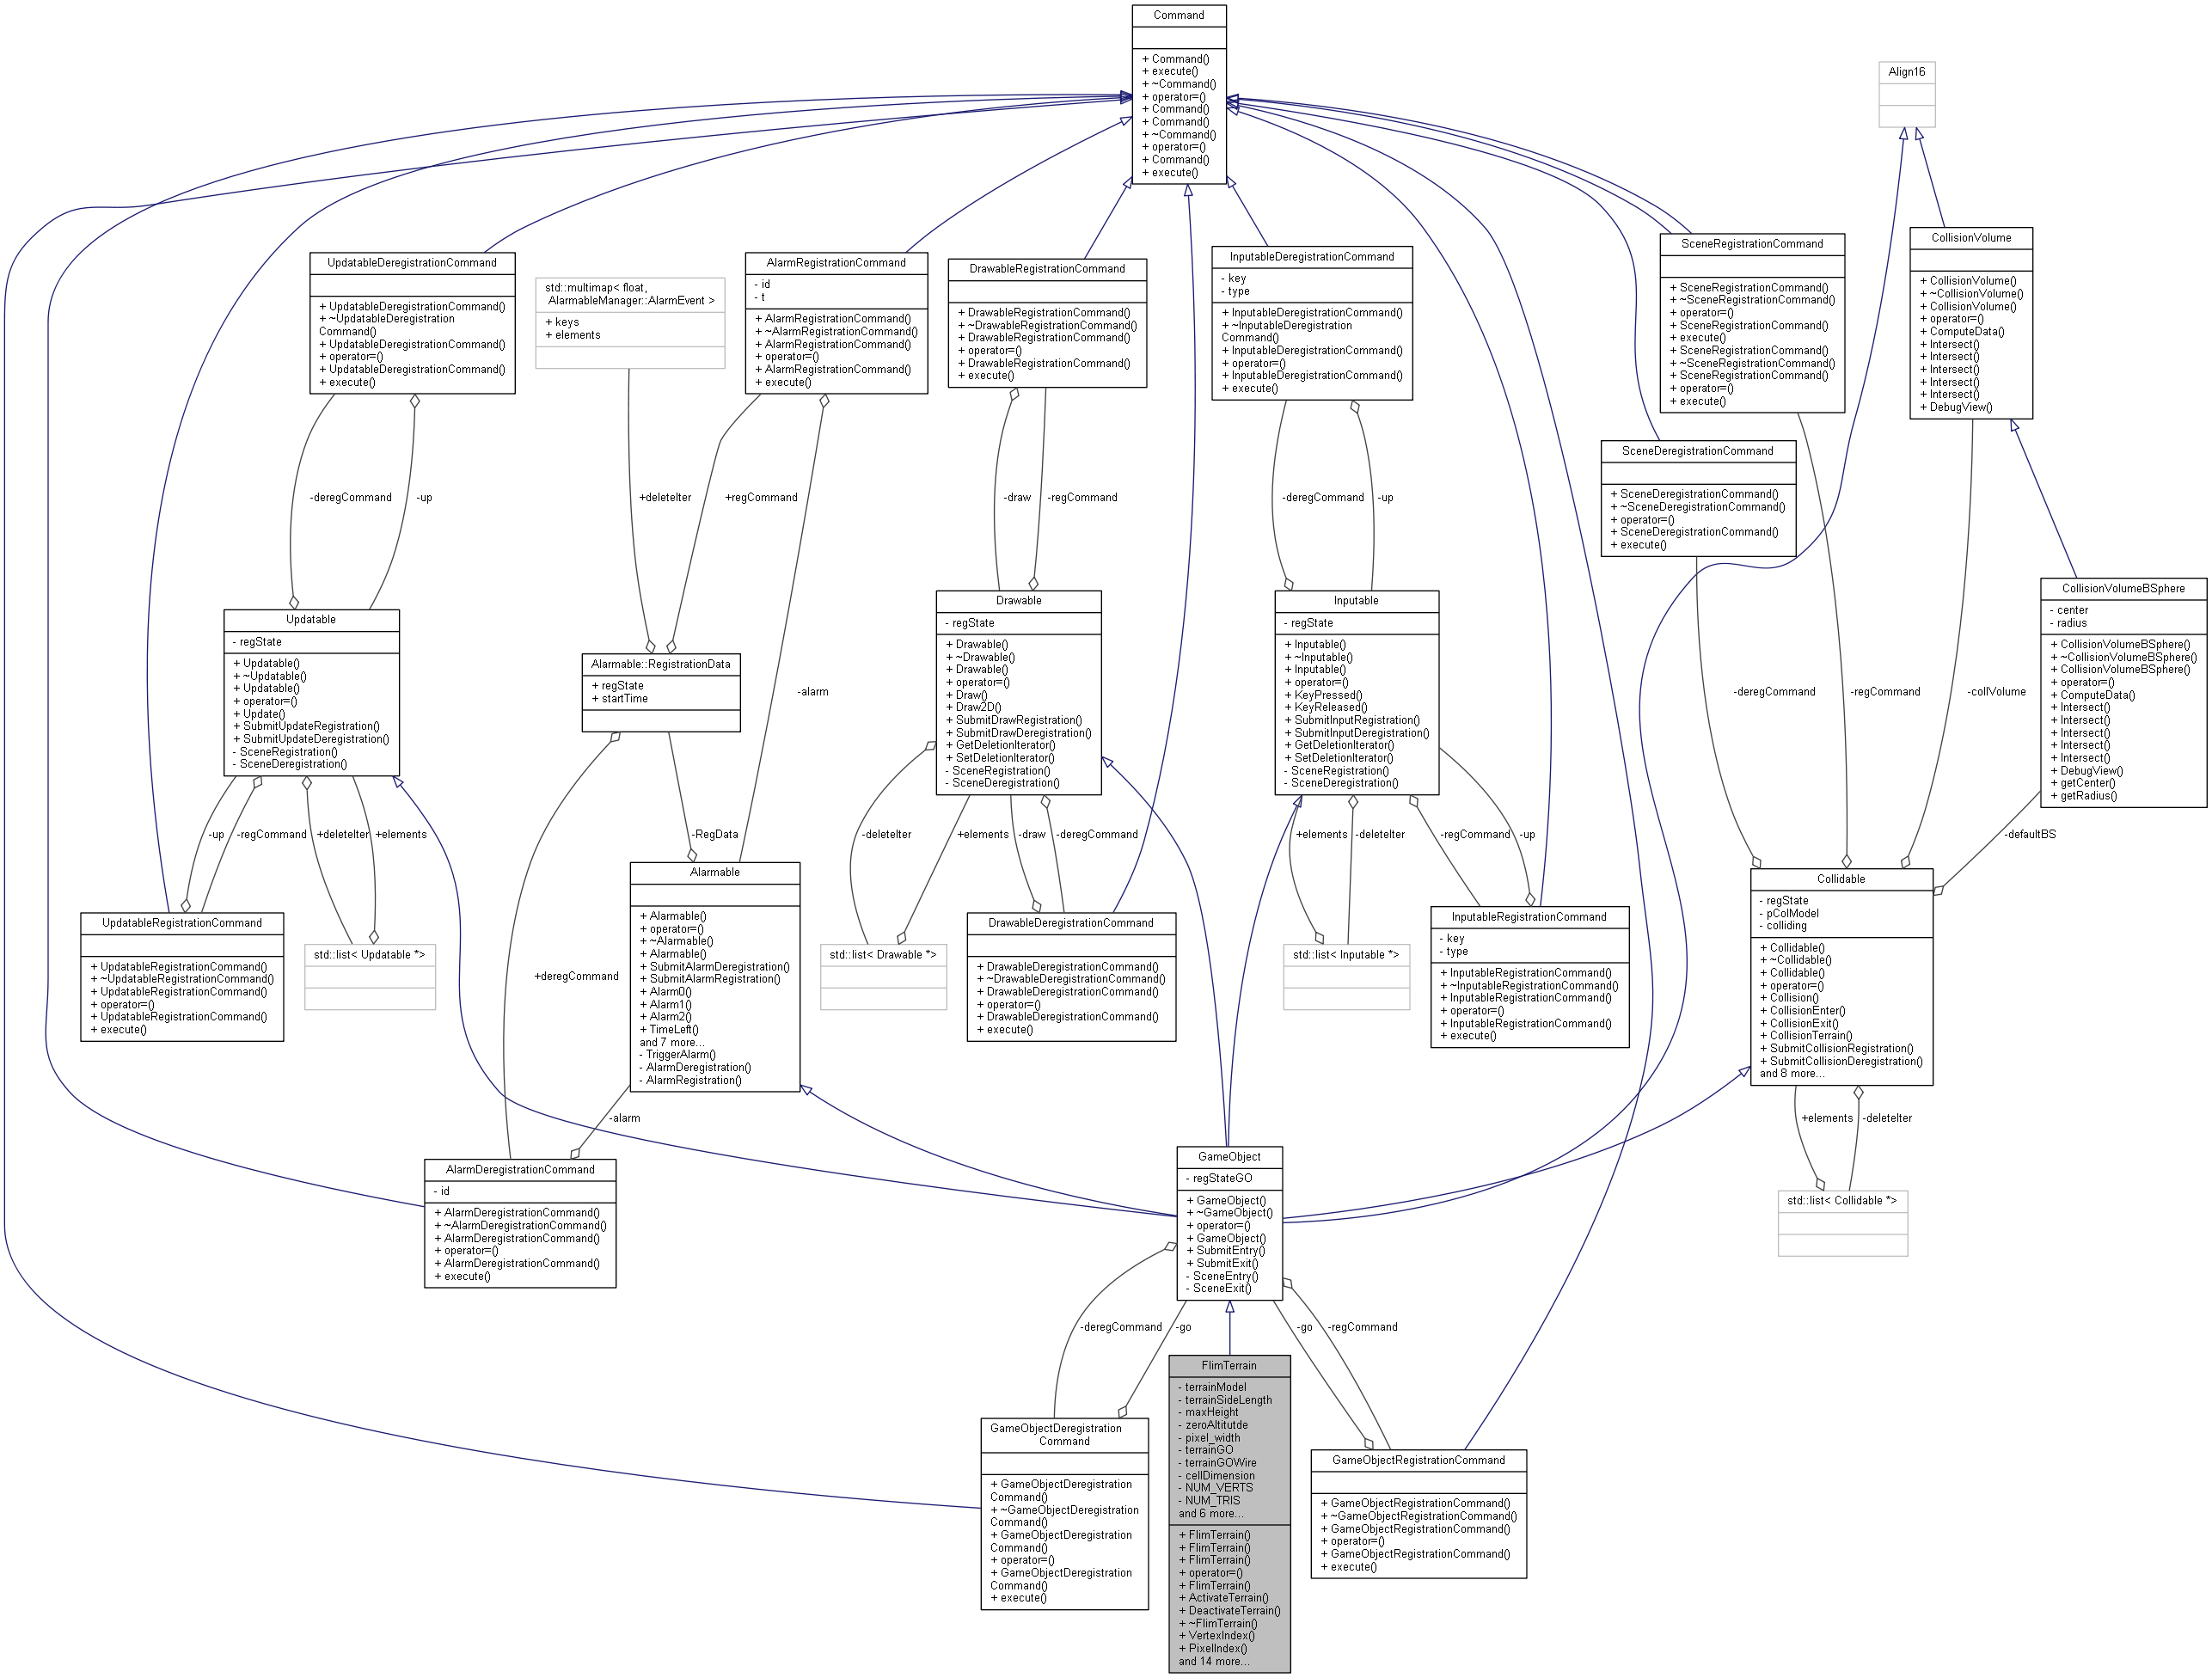 Command
+ Command()
+ execute()
+ ~Command()
+ operator=()
+ Command()
+ Command()
+ ~Command()
+ operator=()
+ Command()
+ execute()
Align16
UpdatableDeregistrationCommand
+ UpdatableDeregistrationCommand()
+ ~UpdatableDeregistration
Command()
+ UpdatableDeregistrationCommand()
+ operator=()
+ UpdatableDeregistrationCommand()
+ execute()
std::multimap< float,
AlarmableManager::AlarmEvent >
+ keys
+ elements
AlarmRegistrationCommand
- id
- t
+ AlarmRegistrationCommand()
+ ~AlarmRegistrationCommand()
+ AlarmRegistrationCommand()
+ operator=()
+ AlarmRegistrationCommand()
+ execute()
DrawableRegistrationCommand
+ DrawableRegistrationCommand()
+ ~DrawableRegistrationCommand()
+ DrawableRegistrationCommand()
+ operator=()
+ DrawableRegistrationCommand()
+ execute()
InputableDeregistrationCommand
- key
- type
+ InputableDeregistrationCommand()
+ ~InputableDeregistration
Command()
+ InputableDeregistrationCommand()
+ operator=()
+ InputableDeregistrationCommand()
+ execute()
SceneRegistrationCommand
+ SceneRegistrationCommand()
+ ~SceneRegistrationCommand()
+ operator=()
+ SceneRegistrationCommand()
+ execute()
+ SceneRegistrationCommand()
+ ~SceneRegistrationCommand()
+ SceneRegistrationCommand()
+ operator=()
+ execute()
CollisionVolume
+ CollisionVolume()
+ ~CollisionVolume()
+ CollisionVolume()
+ operator=()
+ ComputeData()
+ Intersect()
+ Intersect()
+ Intersect()
+ Intersect()
+ Intersect()
+ DebugView()
SceneDeregistrationCommand
+ SceneDeregistrationCommand()
+ ~SceneDeregistrationCommand()
+ operator=()
+ SceneDeregistrationCommand()
+ execute()
-deregCommand
-up
+deleteIter
+regCommand
-draw
-regCommand
-deregCommand
-up
CollisionVolumeBSphere
- center
- radius
+ CollisionVolumeBSphere()
+ ~CollisionVolumeBSphere()
+ CollisionVolumeBSphere()
+ operator=()
+ ComputeData()
+ Intersect()
+ Intersect()
+ Intersect()
+ Intersect()
+ Intersect()
+ DebugView()
+ getCenter()
+ getRadius()
Updatable
- regState
+ Updatable()
+ ~Updatable()
+ Updatable()
+ operator=()
+ Update()
+ SubmitUpdateRegistration()
+ SubmitUpdateDeregistration()
- SceneRegistration()
- SceneDeregistration()
Alarmable::RegistrationData
+ regState
+ startTime
-alarm
Drawable
- regState
+ Drawable()
+ ~Drawable()
+ Drawable()
+ operator=()
+ Draw()
+ Draw2D()
+ SubmitDrawRegistration()
+ SubmitDrawDeregistration()
+ GetDeletionIterator()
+ SetDeletionIterator()
- SceneRegistration()
- SceneDeregistration()
Inputable
- regState
+ Inputable()
+ ~Inputable()
+ Inputable()
+ operator=()
+ KeyPressed()
+ KeyReleased()
+ SubmitInputRegistration()
+ SubmitInputDeregistration()
+ GetDeletionIterator()
+ SetDeletionIterator()
- SceneRegistration()
- SceneDeregistration()
-deregCommand
-regCommand
-collVolume
-up
-regCommand
+deleteIter
+elements
-RegData
-deleteIter
+elements
-draw
-deregCommand
+elements
-deleteIter
-regCommand
-up
-defaultBS
UpdatableRegistrationCommand
+ UpdatableRegistrationCommand()
+ ~UpdatableRegistrationCommand()
+ UpdatableRegistrationCommand()
+ operator=()
+ UpdatableRegistrationCommand()
+ execute()
std::list< Updatable *>
+deregCommand
Alarmable
+ Alarmable()
+ operator=()
+ ~Alarmable()
+ Alarmable()
+ SubmitAlarmDeregistration()
+ SubmitAlarmRegistration()
+ Alarm0()
+ Alarm1()
+ Alarm2()
+ TimeLeft()
and 7 more...
- TriggerAlarm()
- AlarmDeregistration()
- AlarmRegistration()
std::list< Drawable *>
DrawableDeregistrationCommand
+ DrawableDeregistrationCommand()
+ ~DrawableDeregistrationCommand()
+ DrawableDeregistrationCommand()
+ operator=()
+ DrawableDeregistrationCommand()
+ execute()
std::list< Inputable *>
InputableRegistrationCommand
- key
- type
+ InputableRegistrationCommand()
+ ~InputableRegistrationCommand()
+ InputableRegistrationCommand()
+ operator=()
+ InputableRegistrationCommand()
+ execute()
Collidable
- regState
- pColModel
- colliding
+ Collidable()
+ ~Collidable()
+ Collidable()
+ operator=()
+ Collision()
+ CollisionEnter()
+ CollisionExit()
+ CollisionTerrain()
+ SubmitCollisionRegistration()
+ SubmitCollisionDeregistration()
and 8 more...
-alarm
+elements
-deleteIter
AlarmDeregistrationCommand
- id
+ AlarmDeregistrationCommand()
+ ~AlarmDeregistrationCommand()
+ AlarmDeregistrationCommand()
+ operator=()
+ AlarmDeregistrationCommand()
+ execute()
GameObject
- regStateGO
+ GameObject()
+ ~GameObject()
+ operator=()
+ GameObject()
+ SubmitEntry()
+ SubmitExit()
- SceneEntry()
- SceneExit()
std::list< Collidable *>
-deregCommand
-go
-go
-regCommand
GameObjectDeregistration
Command
+ GameObjectDeregistration
Command()
+ ~GameObjectDeregistration
Command()
+ GameObjectDeregistration
Command()
+ operator=()
+ GameObjectDeregistration
Command()
+ execute()
FlimTerrain
- terrainModel
- terrainSideLength
- maxHeight
- zeroAltitutde
- pixel_width
- terrainGO
- terrainGOWire
- cellDimension
- NUM_VERTS
- NUM_TRIS
and 6 more...
+ FlimTerrain()
+ FlimTerrain()
+ FlimTerrain()
+ operator=()
+ FlimTerrain()
+ ActivateTerrain()
+ DeactivateTerrain()
+ ~FlimTerrain()
+ VertexIndex()
+ PixelIndex()
and 14 more...
GameObjectRegistrationCommand
+ GameObjectRegistrationCommand()
+ ~GameObjectRegistrationCommand()
+ GameObjectRegistrationCommand()
+ operator=()
+ GameObjectRegistrationCommand()
+ execute()